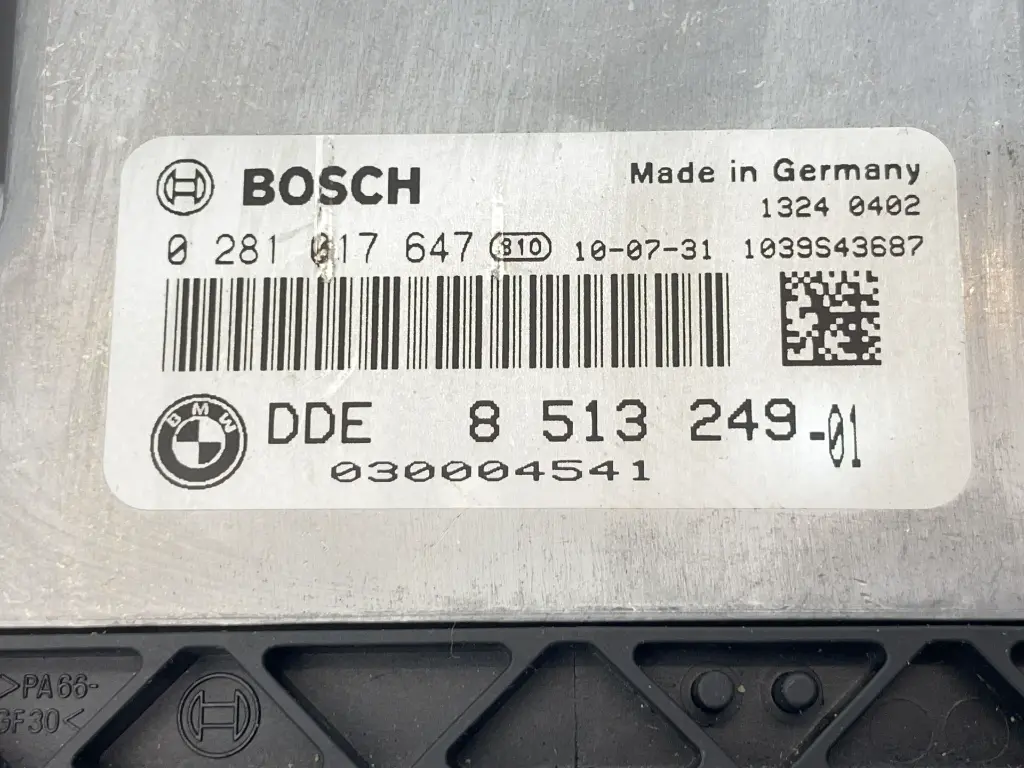 BOSCH
Made in Germany
1324 0402
0 281 017 647 810 10-07-31 1039S43687
BMW DDE 8 513 249-01
030004541
>PA66-
GF30<